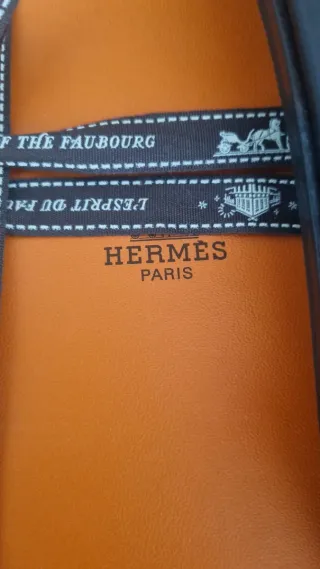 F THE FAUBOURG
L'ESPRIT DU FAU
HERMÈS
PARIS